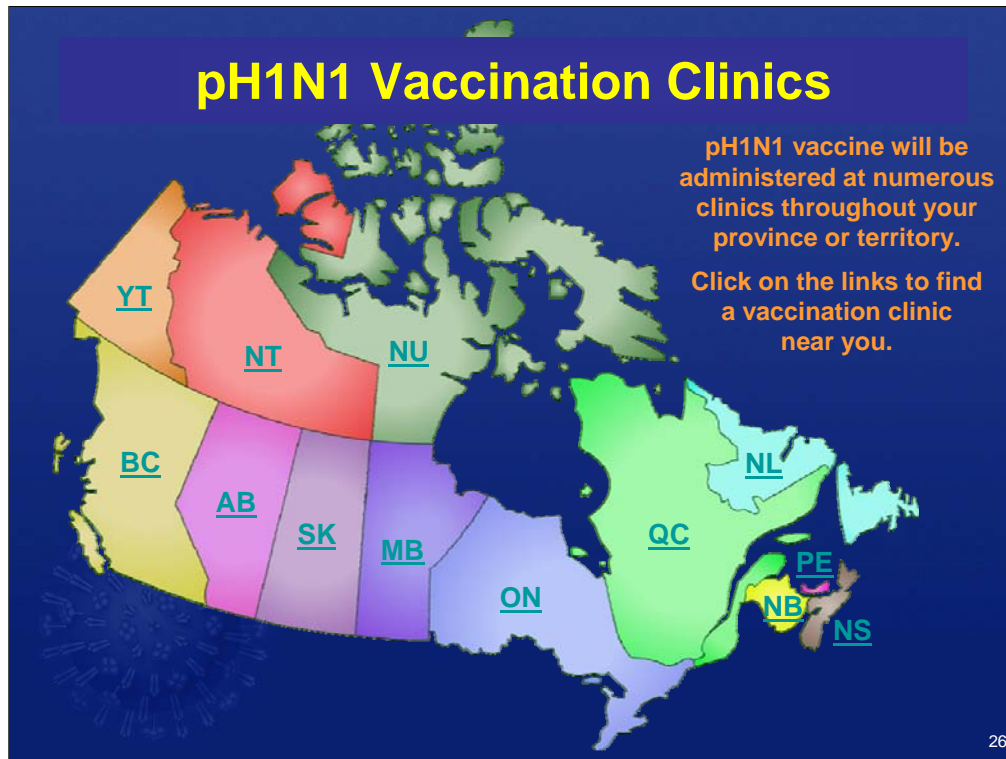 pH1N1 Vaccination Clinics
pH1N1 vaccine will be
administered at numerous
clinics throughout your
province or territory.
Click on the links to find
a vaccination clinic
near you.
YT
NT
NU
BC
AB
SK
MB
ON
QC
NL
PE
NB
NS
26